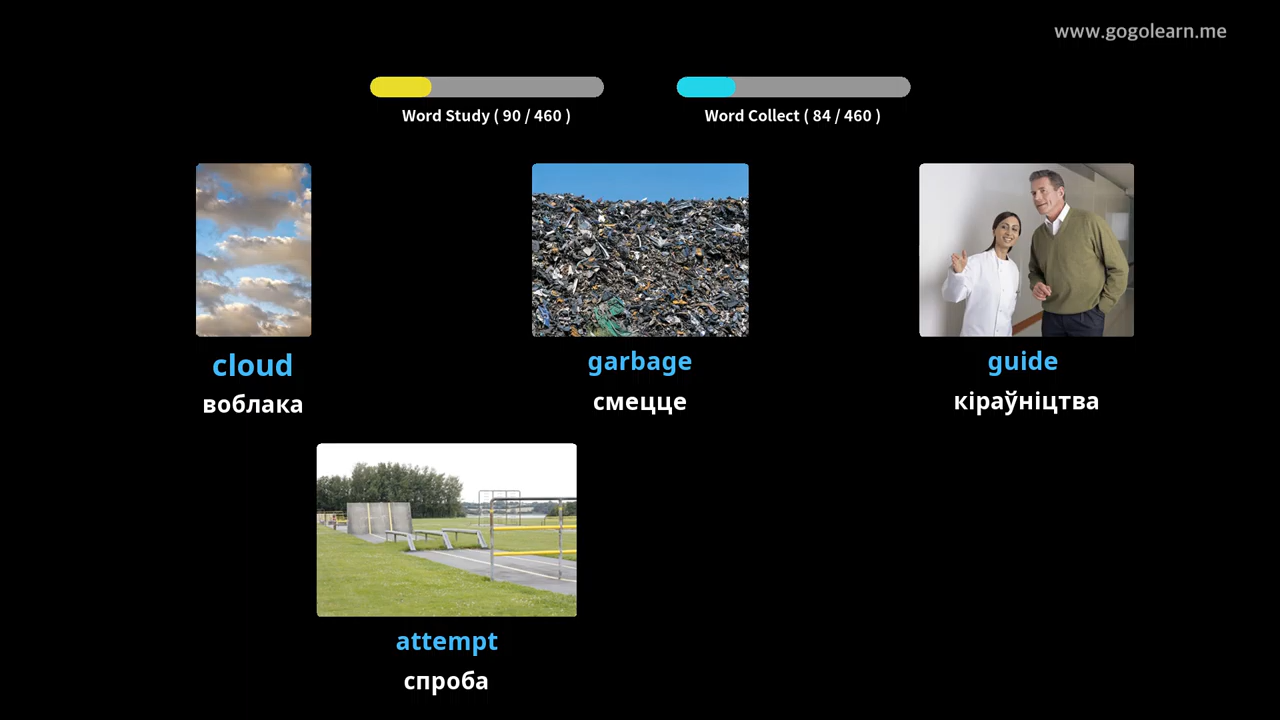 www.gogolearn.me
Word Study ( 90 / 460 )
Word Collect ( 84 / 460 )
cloud
воблака
garbage
смецце
guide
кіраўніцтва
attempt
спроба